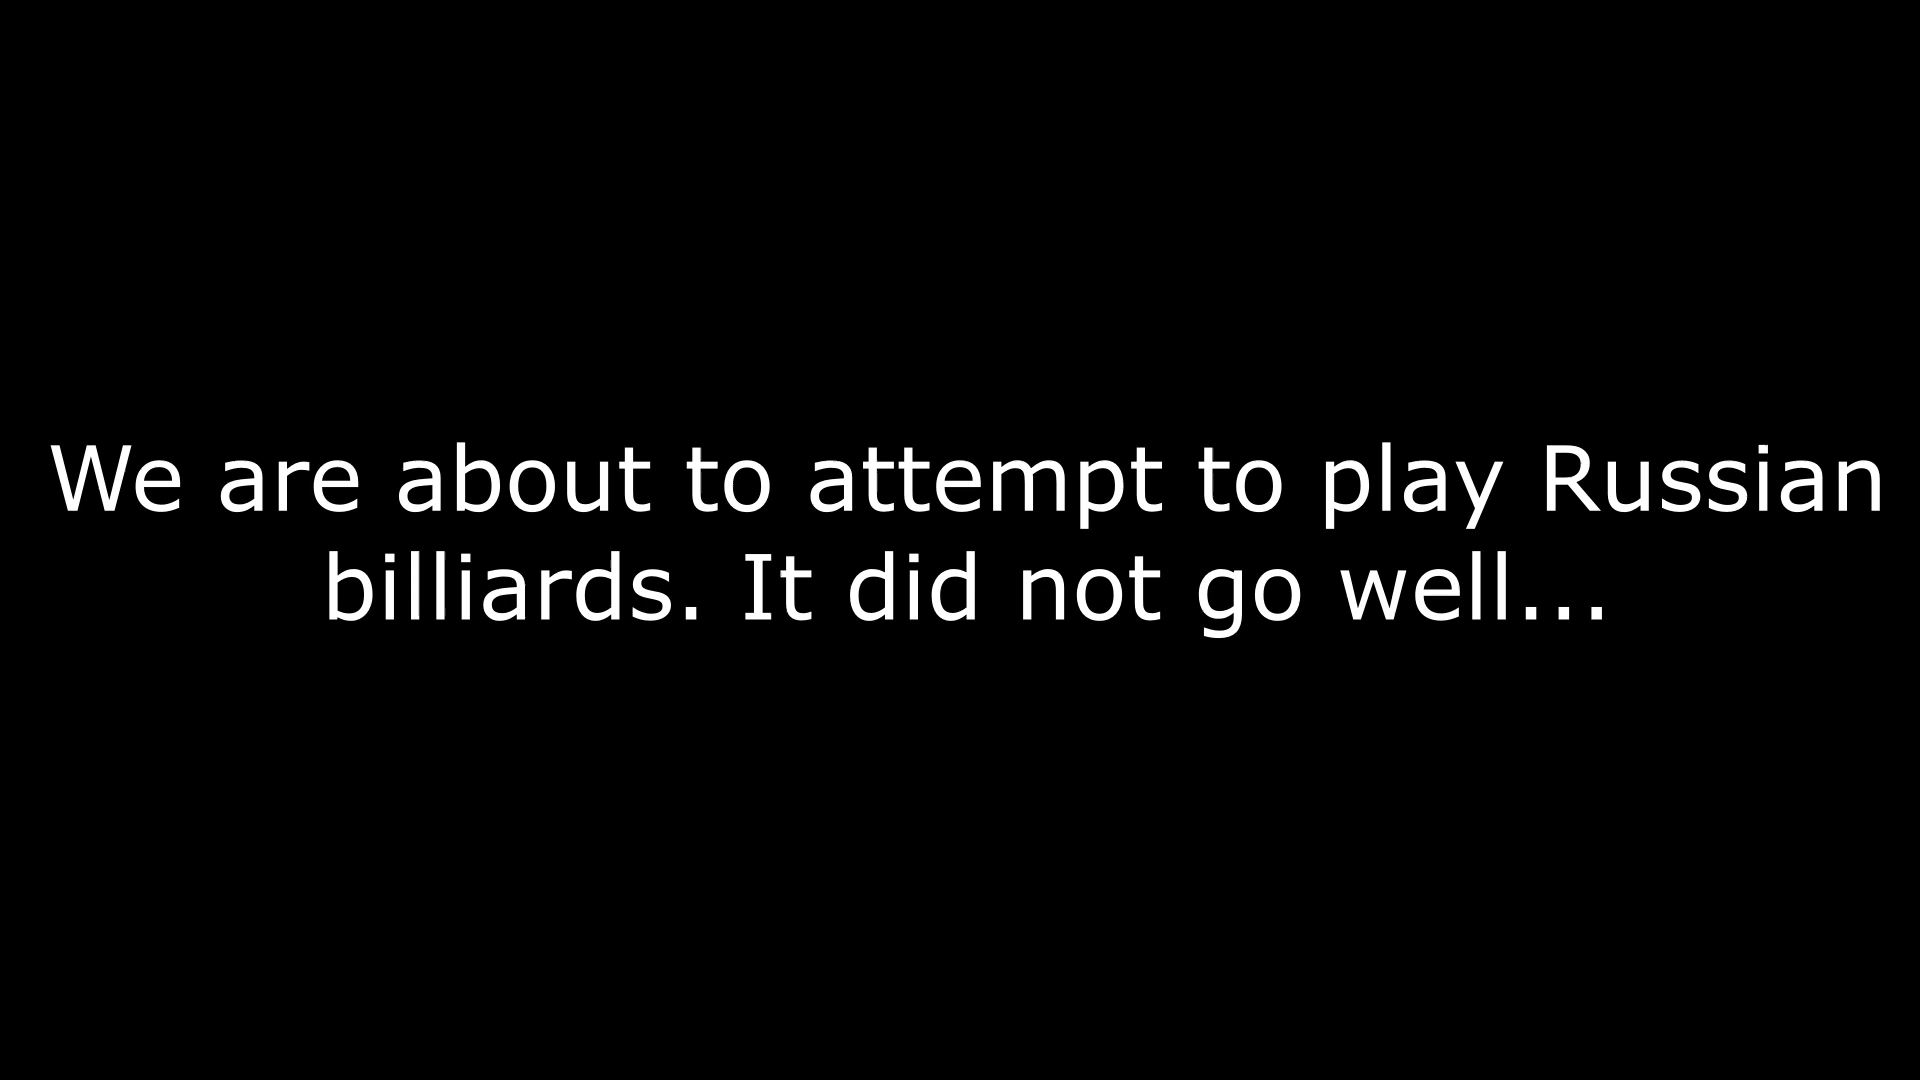 We are about to attempt to play Russian
billiards. It did not go well...